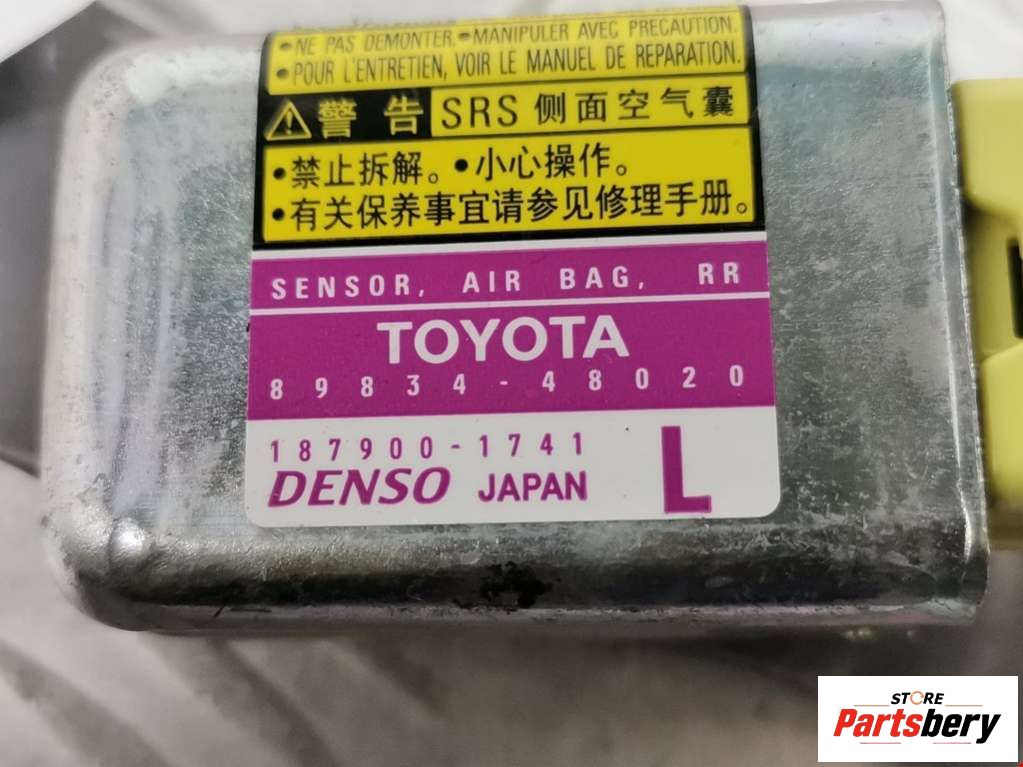 •NE PAS DEMONTER.•MANIPULER AVEC PRECAUTION.
•POUR L'ENTRETIEN, VOIR LE MANUEL DE REPARATION.
警告 SRS 侧面空气囊
•禁止拆解。•小心操作。
•有关保养事宜请参见修理手册。
SENSOR, AIR BAG, RR
TOYOTA
89834-48020
187900-1741
DENSO JAPAN L
STORE
Partsbery